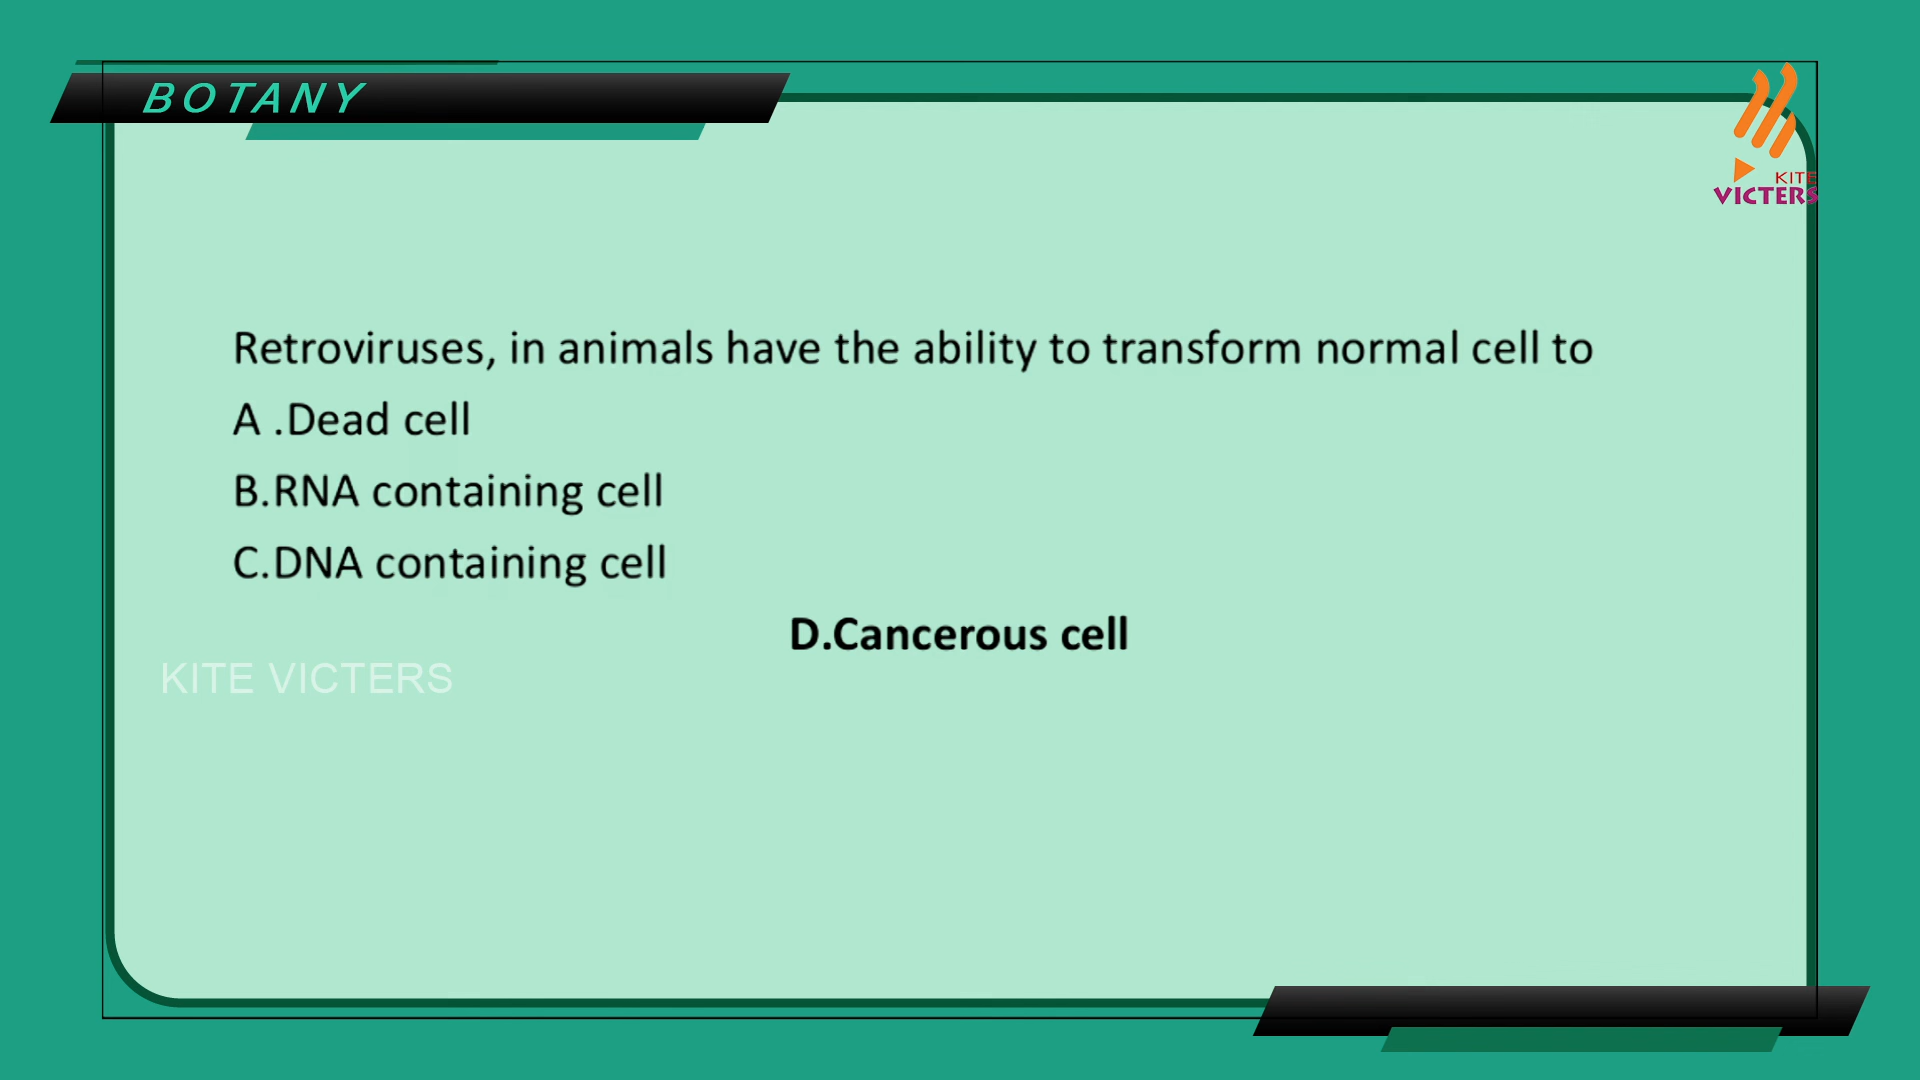 BOTANY
KITE
VICTERS
Retroviruses, in animals have the ability to transform normal cell to
A .Dead cell
B.RNA containing cell
C.DNA containing cell
D.Cancerous cell
KITE VICTERS